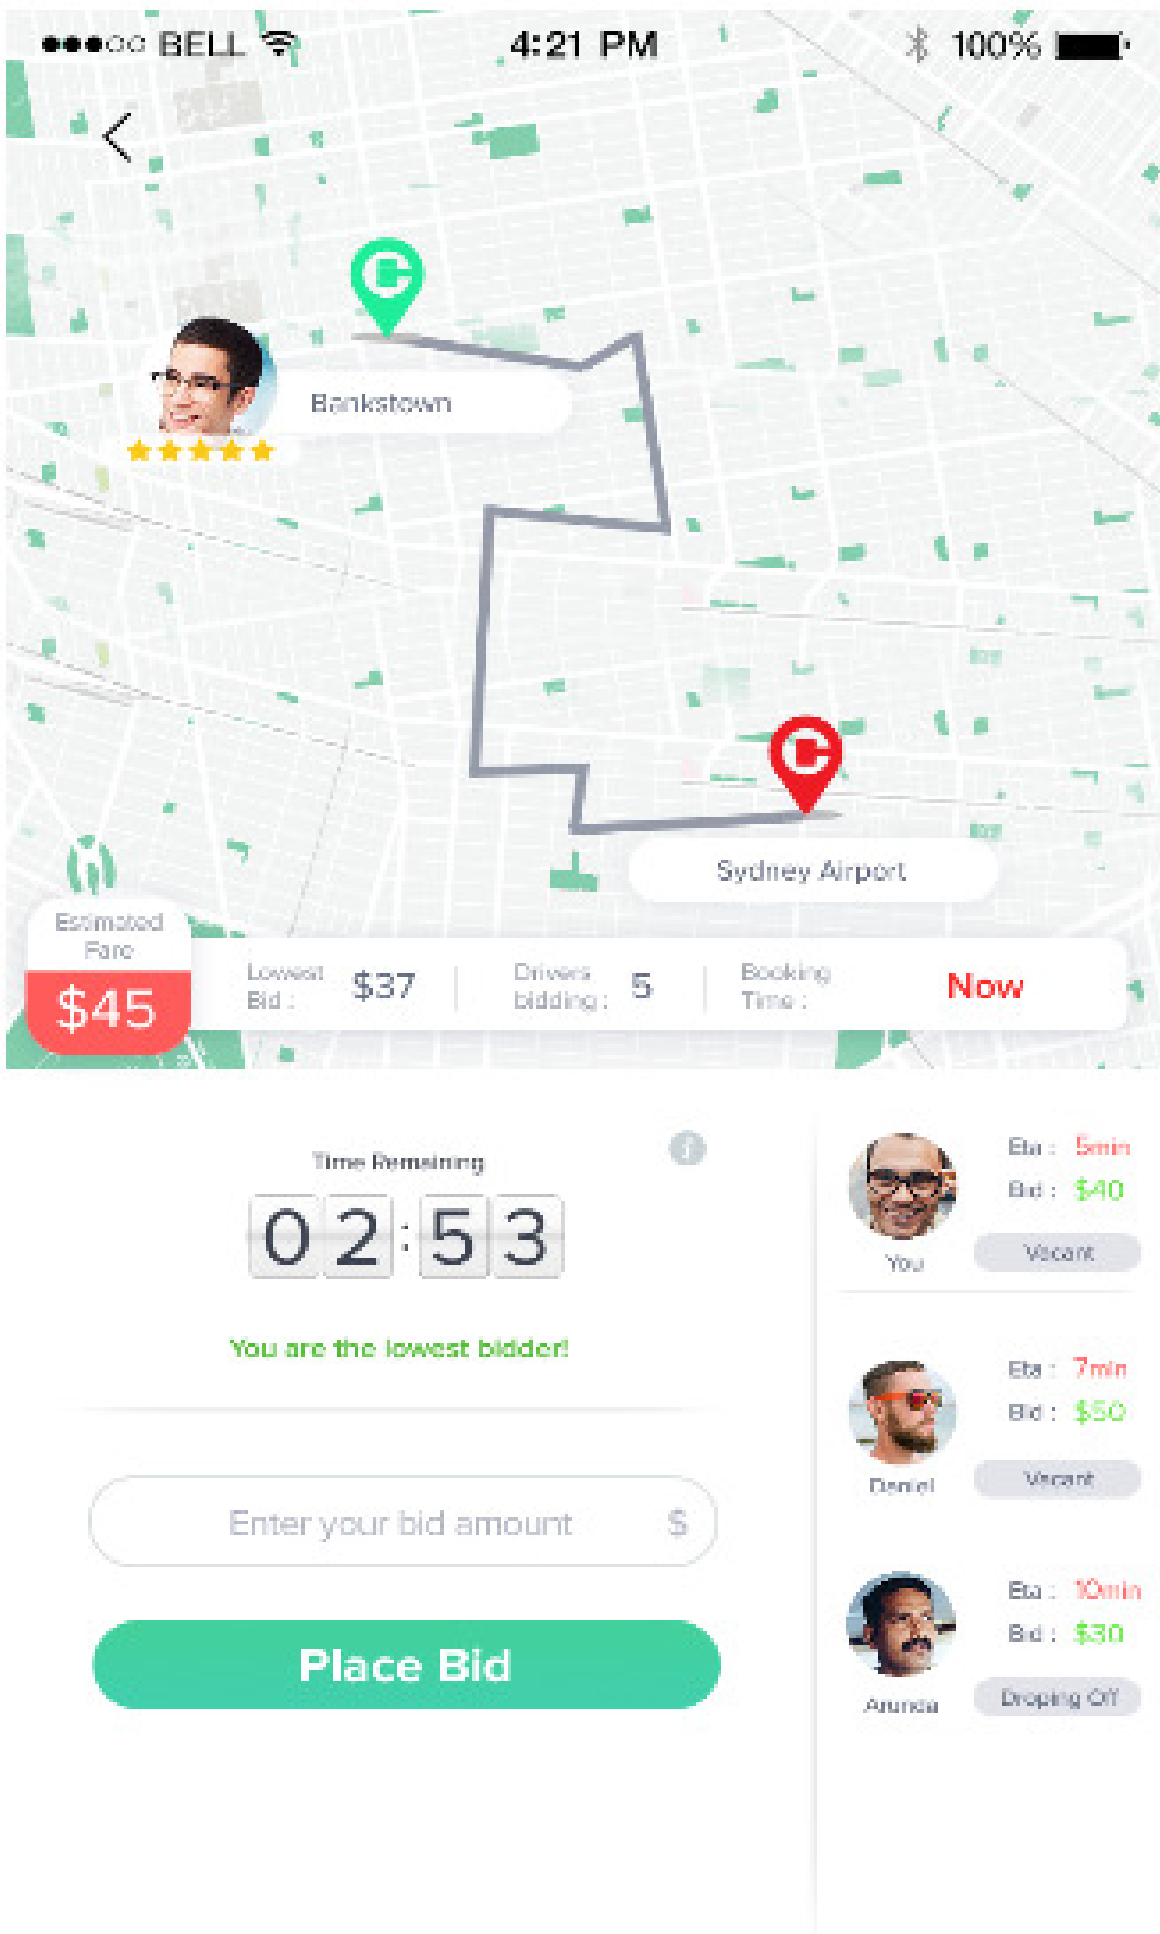 BELL 4:21 PM 100%
Bankstown
Sydney Airport
Estimated
Fare
$45
Lowest
Bid :
$37
Drivers
bidding :
5
Booking
Time :
Now
Time Remaining
02:53
You are the lowest bidder!
Enter your bid amount $
Place Bid
Eta : 5min
Bid : $40
You
Vacant
Eta : 7min
Bid : $50
Daniel
Vacant
Eta : 10min
Bid : $30
Arunda
Droping Off